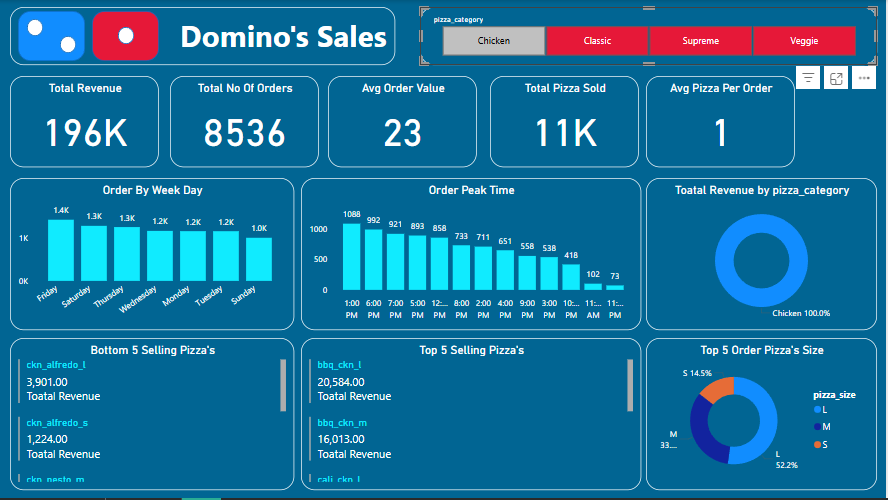 Domino's Sales
pizza_category
Chicken Classic Supreme Veggie
Total Revenue
196K
Total No Of Orders
8536
Avg Order Value
23
Total Pizza Sold
11K
Avg Pizza Per Order
1
Order By Week Day
1K
0K
1.4K 1.3K 1.3K 1.2K 1.2K 1.2K 1.0K
Friday Saturday Thursday Wednesday Monday Tuesday Sunday
Order Peak Time
1000
500
0
1088 992 921 893 858 733 711 651 558 538 418 102 73
1:00 6:00 7:00 5:00 12:... 8:00 2:00 4:00 9:00 3:00 10:... 11:... 11:...
PM PM PM PM PM PM PM PM PM PM PM AM PM
Toatal Revenue by pizza_category
Chicken 100.0%
Bottom 5 Selling Pizza's
ckn_alfredo_l
3,901.00
Toatal Revenue
ckn_alfredo_s
1,224.00
Toatal Revenue
ckn_pesto_m
Top 5 Selling Pizza's
bbq_ckn_l
20,584.00
Toatal Revenue
bbq_ckn_m
16,013.00
Toatal Revenue
cali_ckn_l
Top 5 Order Pizza's Size
S 14.5%
M
33....
L
52.2%
pizza_size
L
M
S